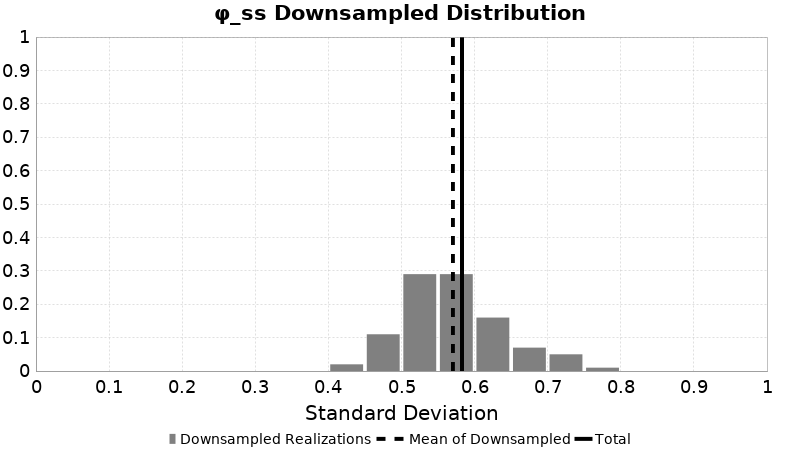 φ_ss Downsampled Distribution
1
0.9
0.8
0.7
0.6
0.5
0.4
0.3
0.2
0.1
0
0 0.1 0.2 0.3 0.4 0.5 0.6 0.7 0.8 0.9 1
Standard Deviation
Downsampled Realizations Mean of Downsampled Total